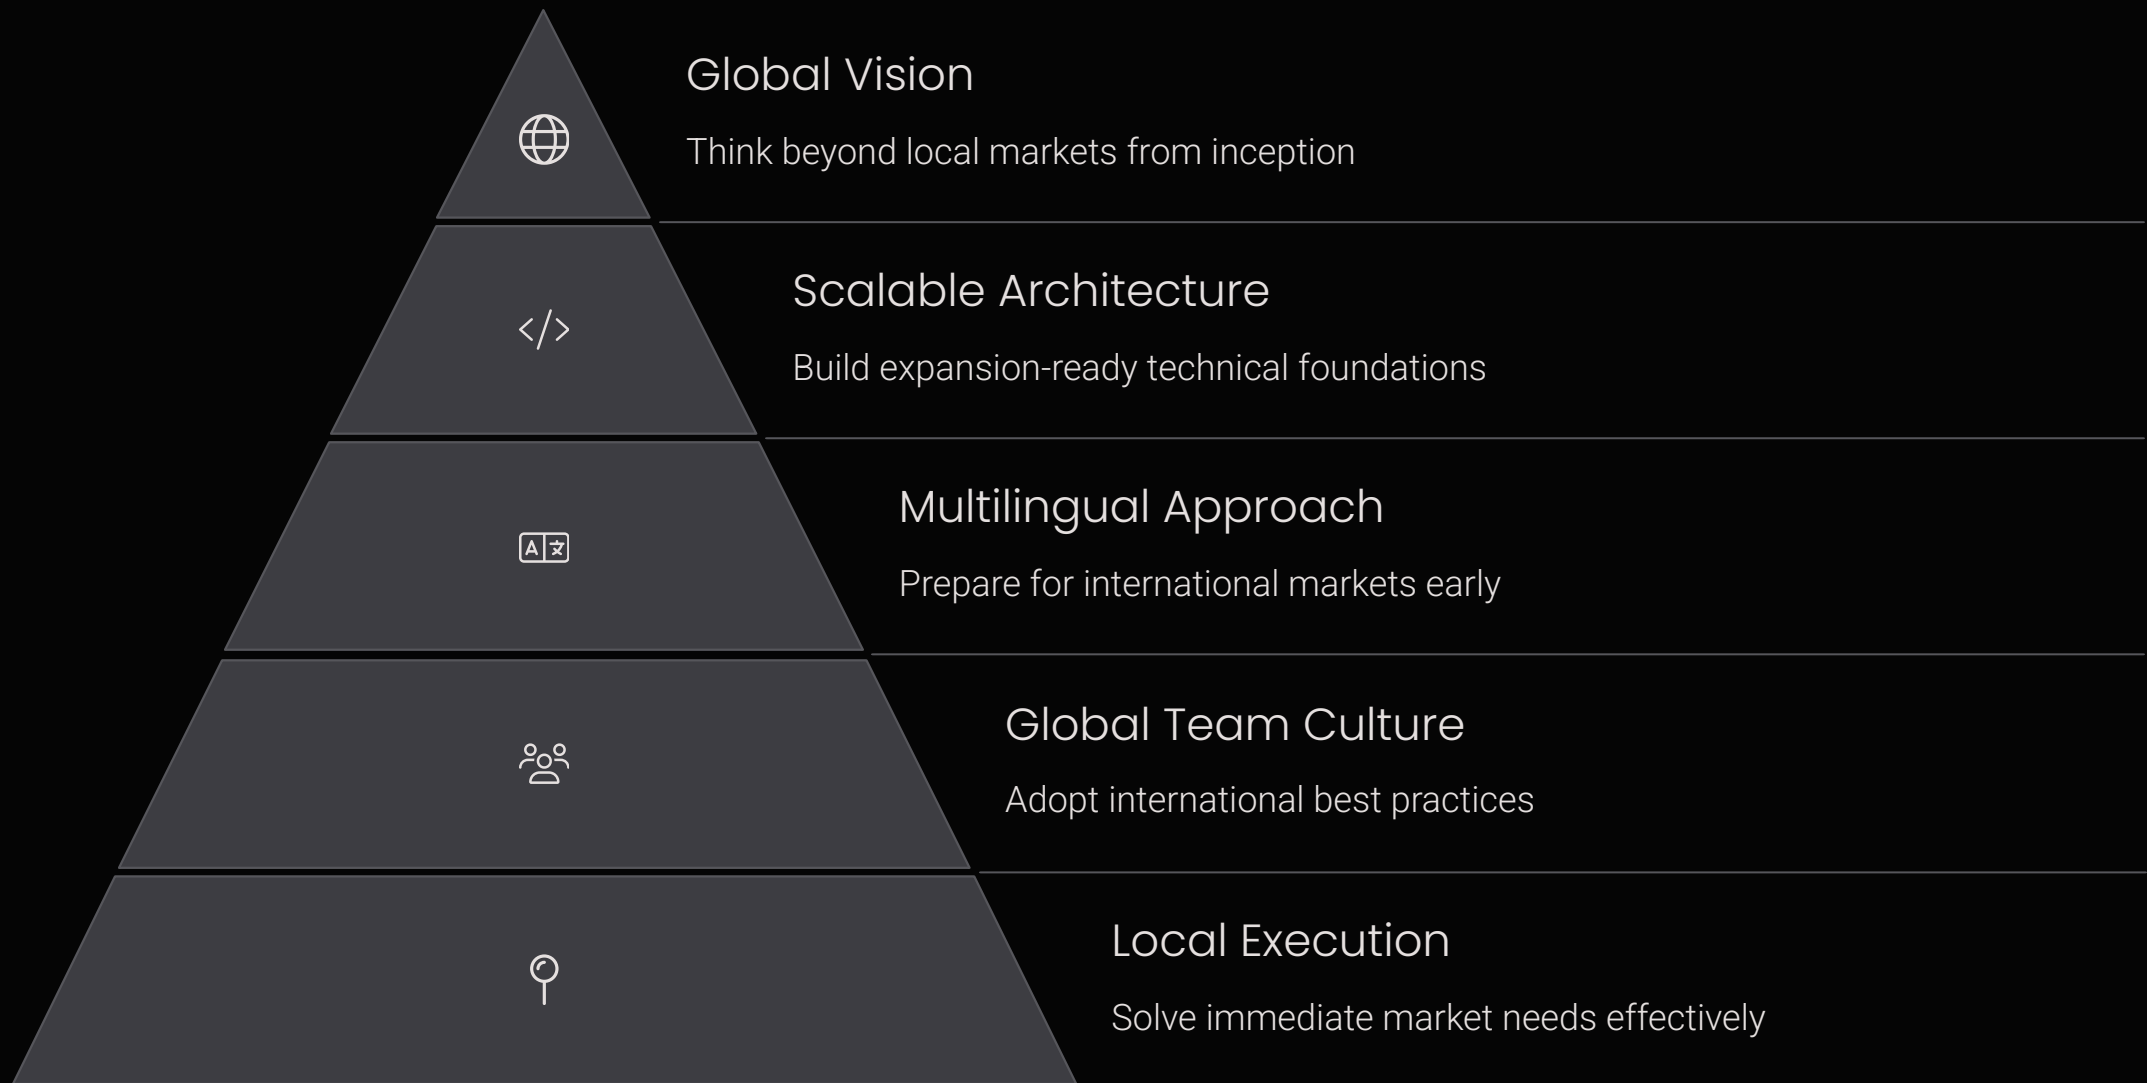 Global Vision
Think beyond local markets from inception
Scalable Architecture
Build expansion-ready technical foundations
A 文
Multilingual Approach
Prepare for international markets early
Global Team Culture
Adopt international best practices
Local Execution
Solve immediate market needs effectively